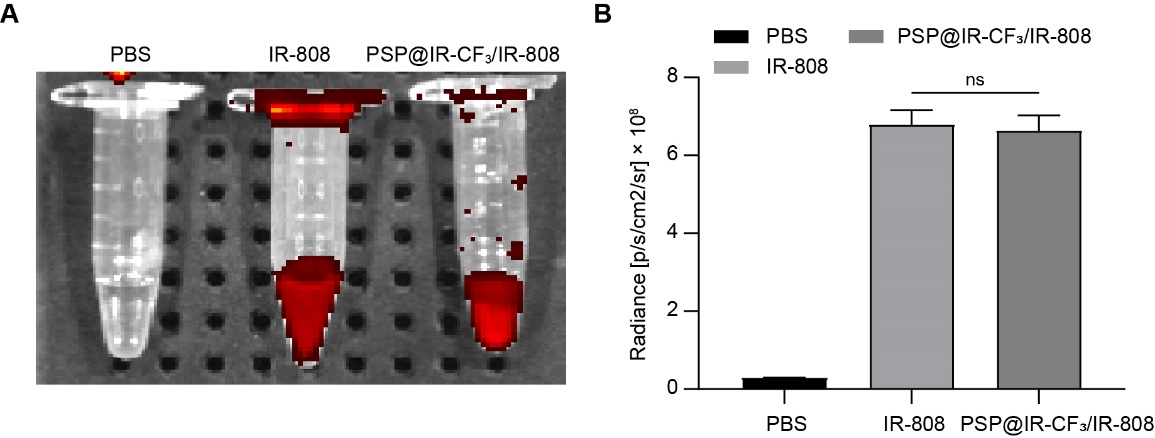 A
PBS
IR-808
PSP@IR-CF₃/IR-808
B
PBS
PSP@IR-CF₃/IR-808
IR-808
Radiance [p/s/cm2/sr] × 10⁸
8
6
4
2
0
ns
PBS
IR-808
PSP@IR-CF₃/IR-808